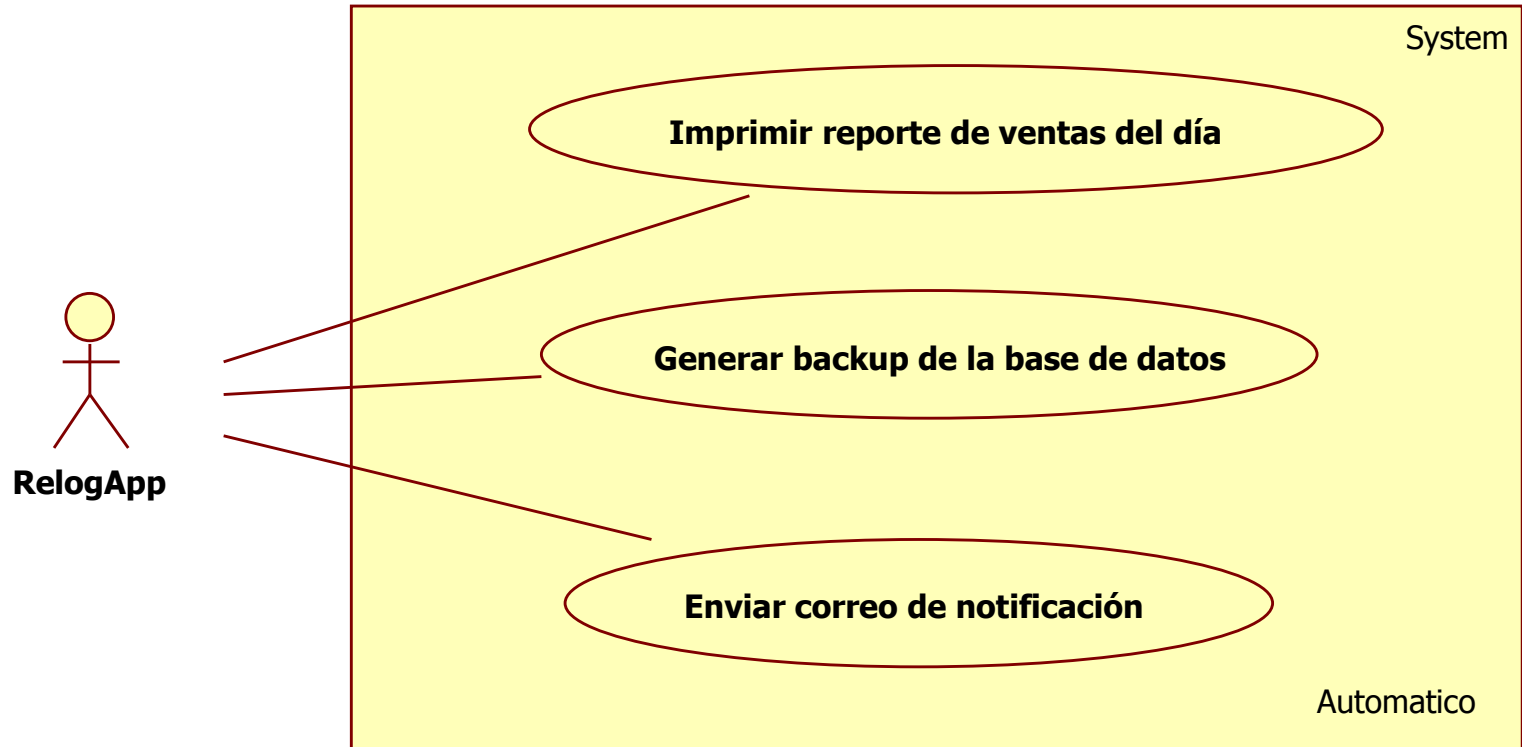 System
Imprimir reporte de ventas del día
Generar backup de la base de datos
RelogApp
Enviar correo de notificación
Automatico